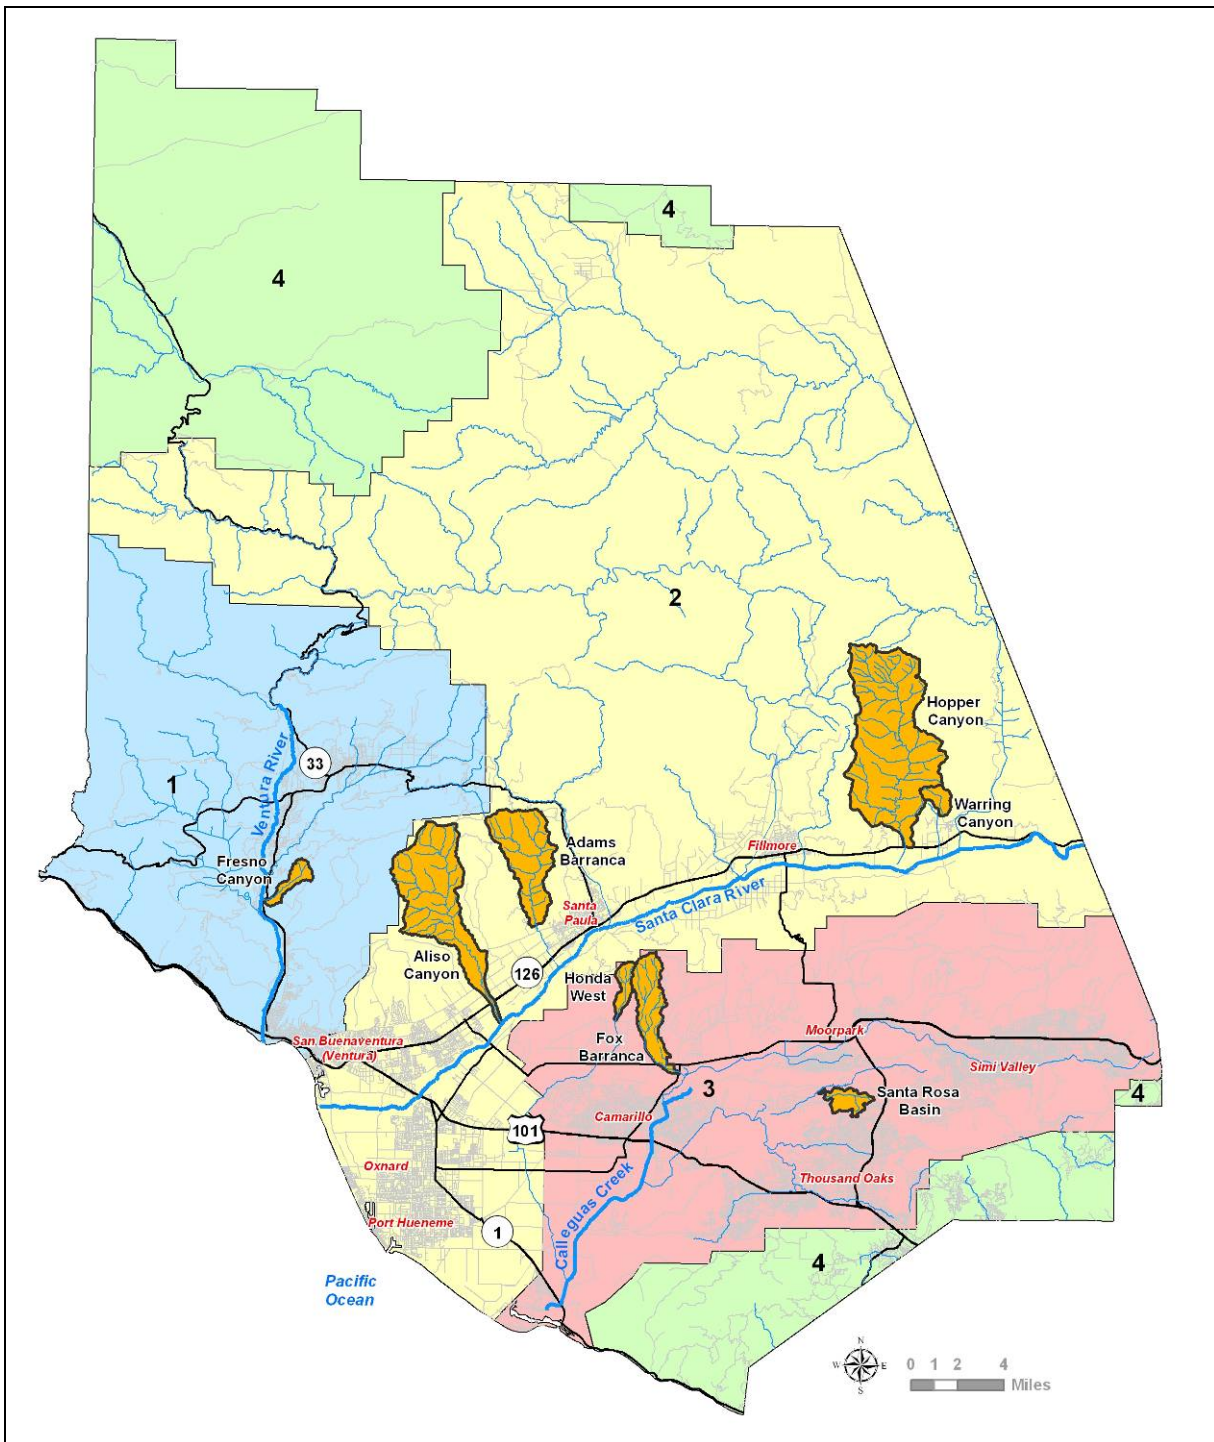 4
4
2
Hopper
Canyon
Ventura River
33
1
Warring
Canyon
Fresno
Canyon
Adams
Barranca
Fillmore
Santa Clara River
Santa
Paula
Aliso
Canyon
126
Honda
West
San Buenaventura
(Ventura)
Fox
Barranca
Moorpark
Simi Valley
3
4
Santa Rosa
Basin
Camarillo
101
Oxnard
Thousand Oaks
Calleguas Creek
Port Hueneme
1
4
Pacific
Ocean
N
W
E
S
0 1 2 4
Miles